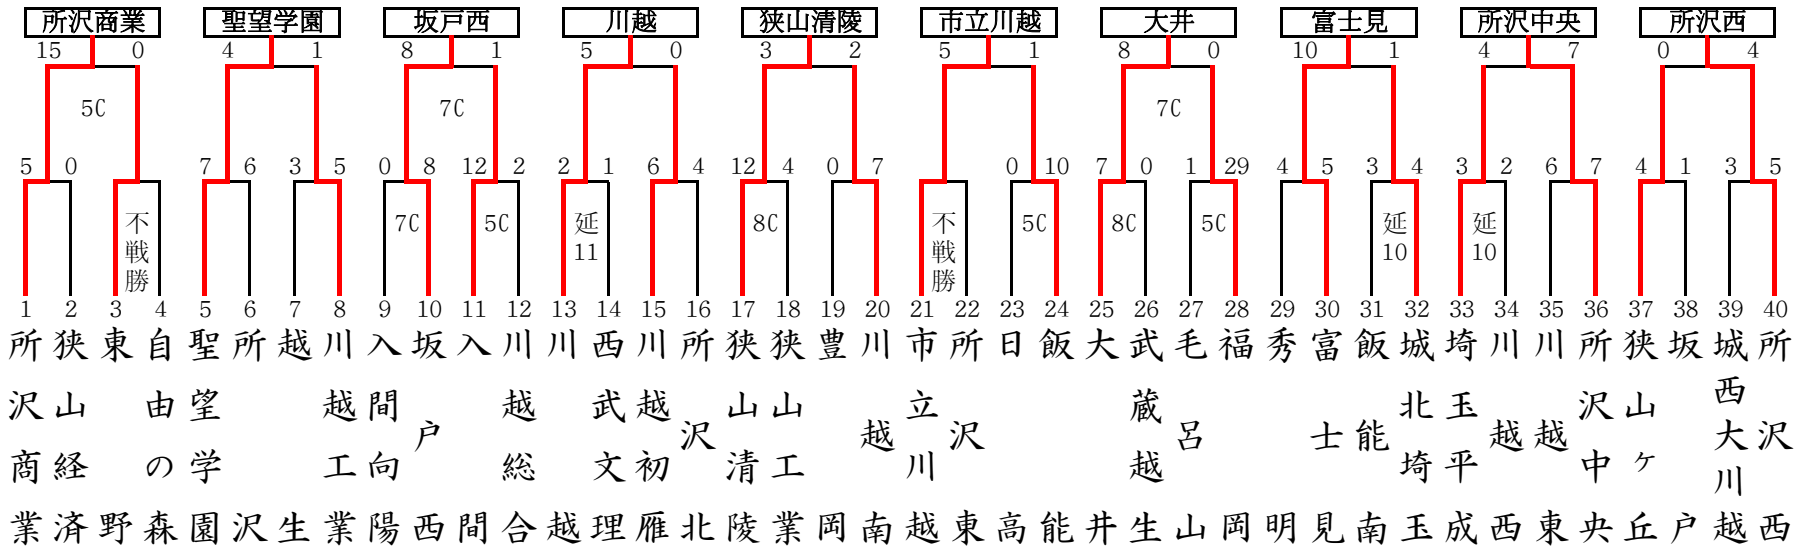 所沢商業 聖望学園 坂戸西 川越 狭山清陵 市立川越 大井 富士見 所沢中央 所沢西
15 0 4 1 8 1 5 0 3 2 5 1 8 0 10 1 4 7 0 4
5C 7C 7C
5 0 7 6 3 5 0 8 12 2 2 1 6 4 12 4 0 7 0 10 7 0 1 29 4 5 3 4 3 2 6 7 4 1 3 5
不戦勝 7C 5C 延11 8C 不戦勝 5C 8C 5C 延10 延10
1 2 3 4 5 6 7 8 9 10 11 12 13 14 15 16 17 18 19 20 21 22 23 24 25 26 27 28 29 30 31 32 33 34 35 36 37 38 39 40
所沢商業
狭山経済
東野
自由の森
聖望学園
所沢
越生
川越工業
入間向陽
坂戸西
入間
川越総合
川越
西武文理
川越初雁
所沢北
狭山清陵
狭山工業
豊岡
川越南
市立川越
所沢東
日高
飯能
大井
武蔵越生
毛呂山
福岡
秀明
富士見
飯能南
城北埼玉
埼玉平成
川越西
川越東
所沢中央
狭山ケ丘
坂戸
城西大川越
所沢西